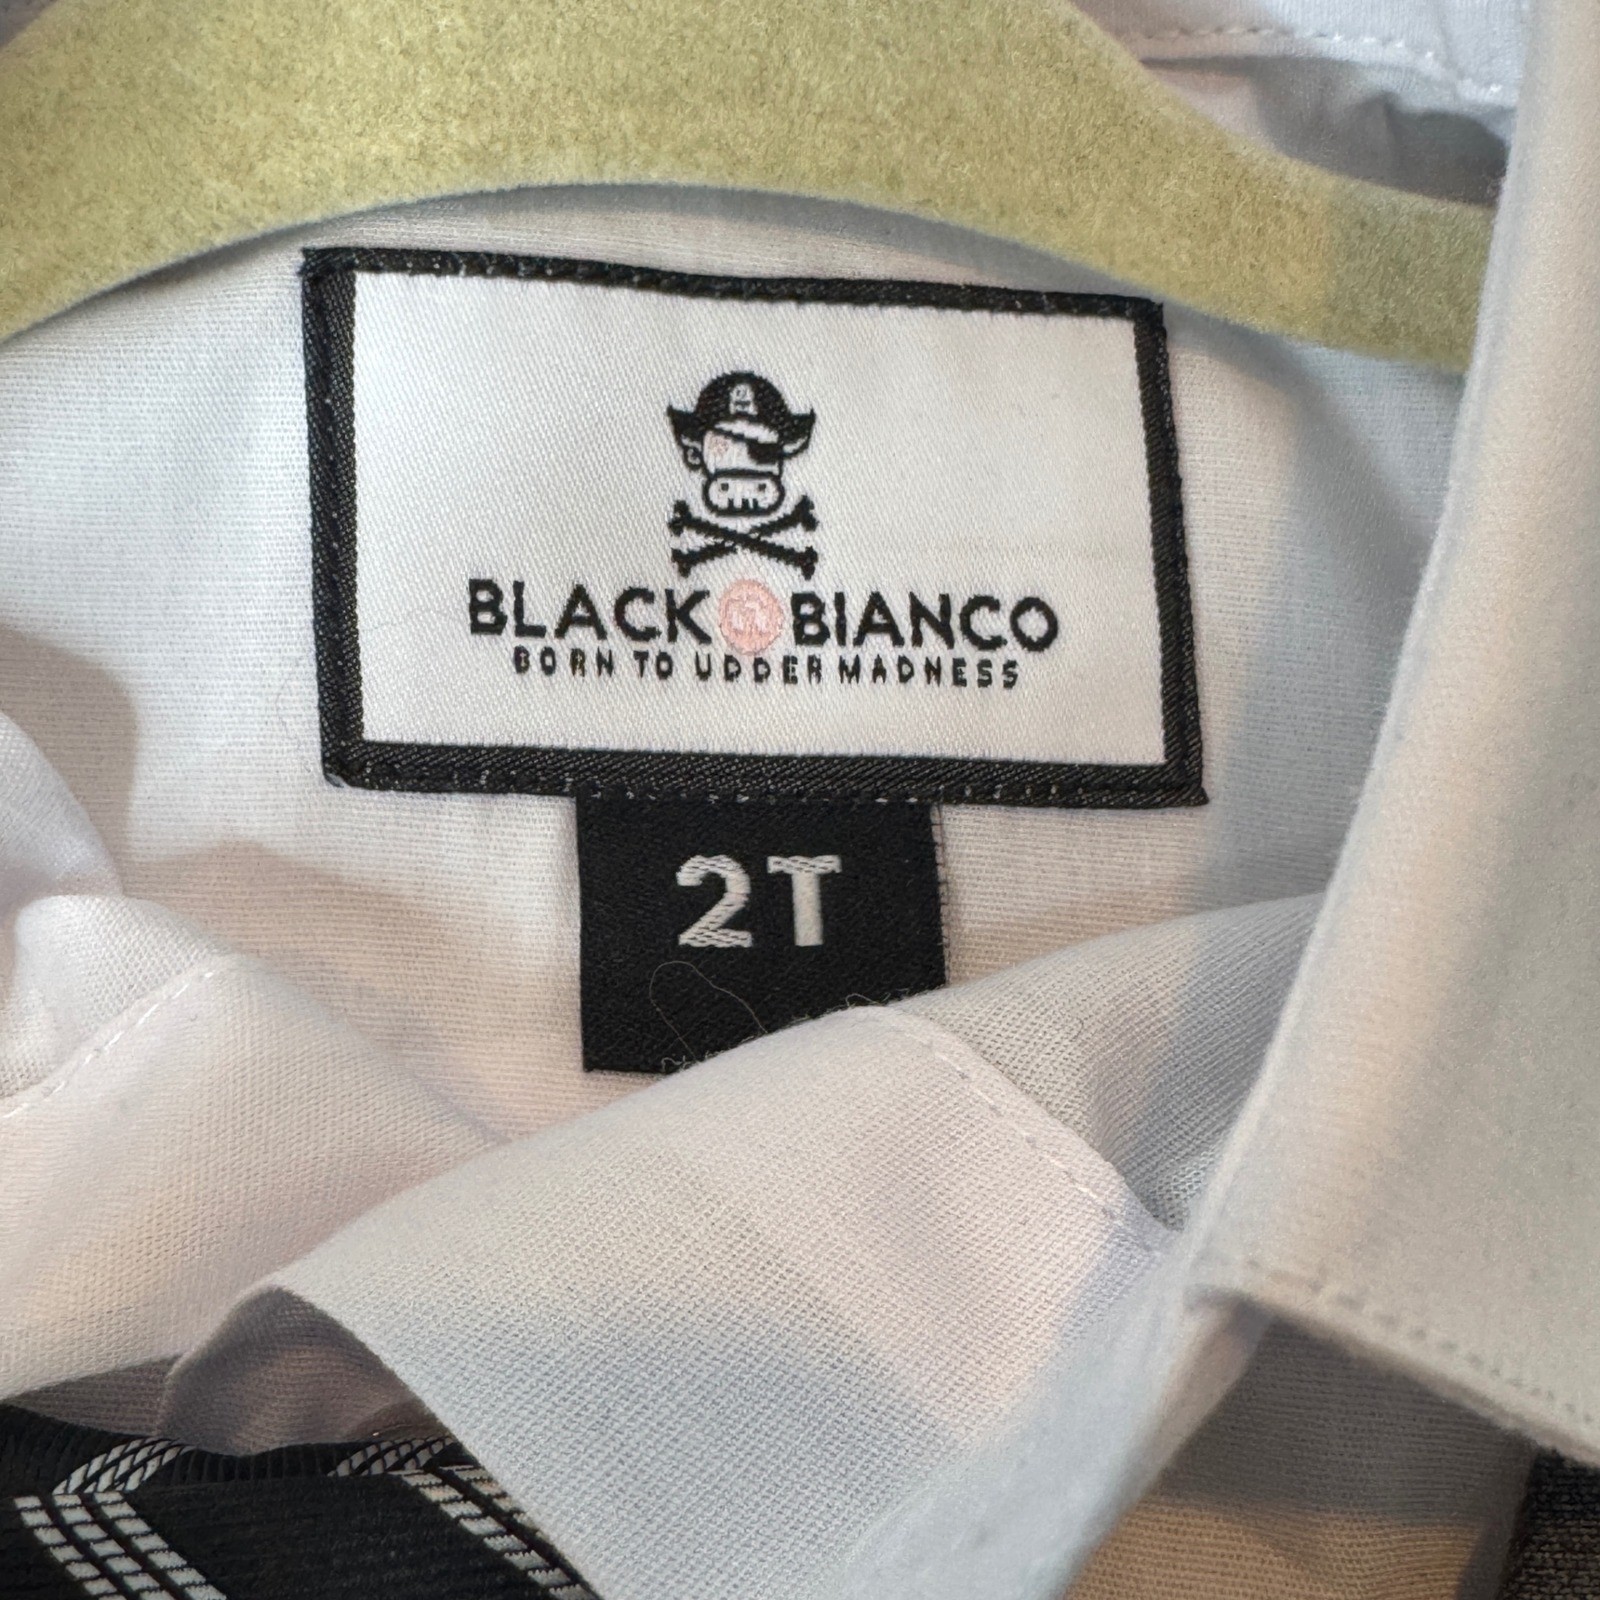 BLACK n BIANCO
BORN TO UDDER MADNESS
2T